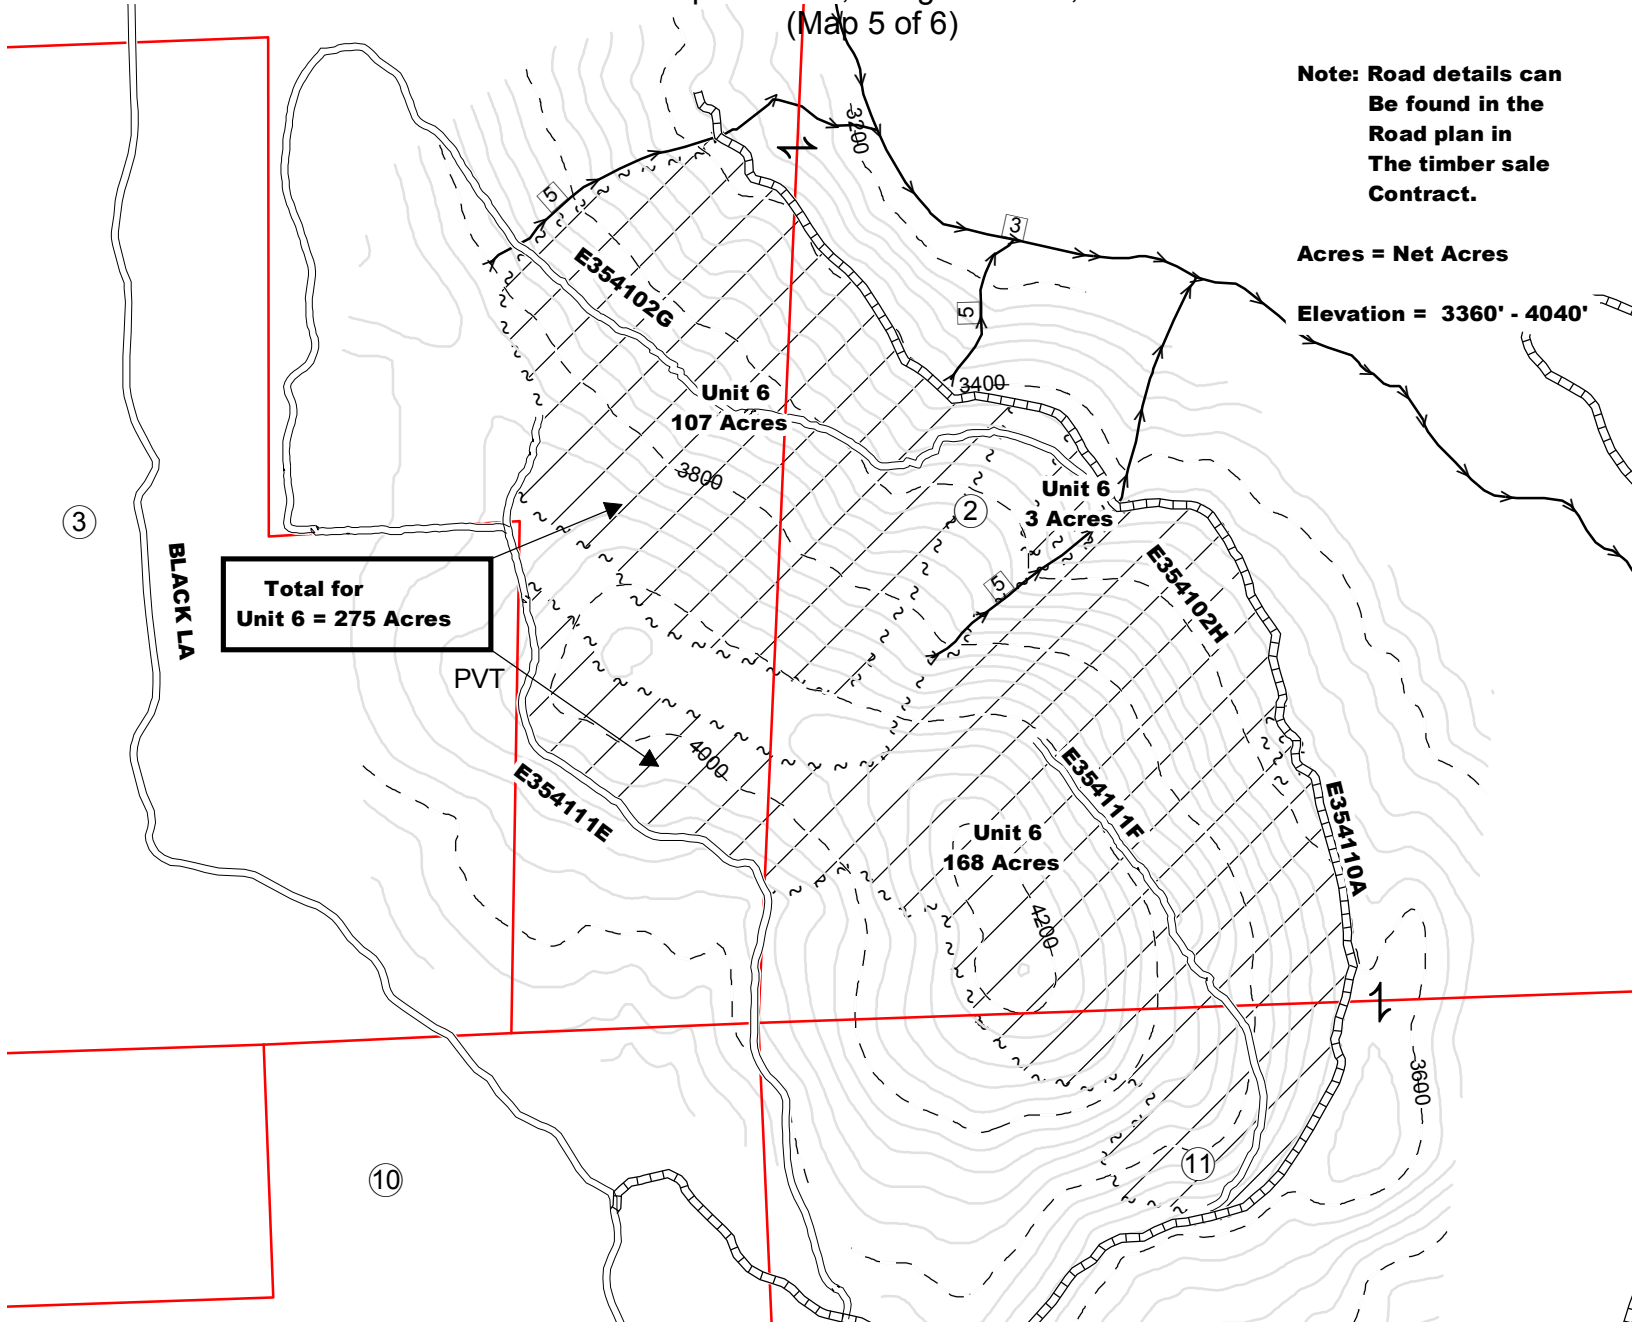 (Map 5 of 6)
Note: Road details can
Be found in the
Road plan in
The timber sale
Contract.
Acres = Net Acres
Elevation = 3360' - 4040'
3200
5
3
E354102G
5
3400
Unit 6
107 Acres
3800
Unit 6
3 Acres
2
3
BLACK LA
E354102H
Total for
Unit 6 = 275 Acres
5
PVT
4000
E354111E
E354111F
E354110A
Unit 6
168 Acres
4200
3600
11
10